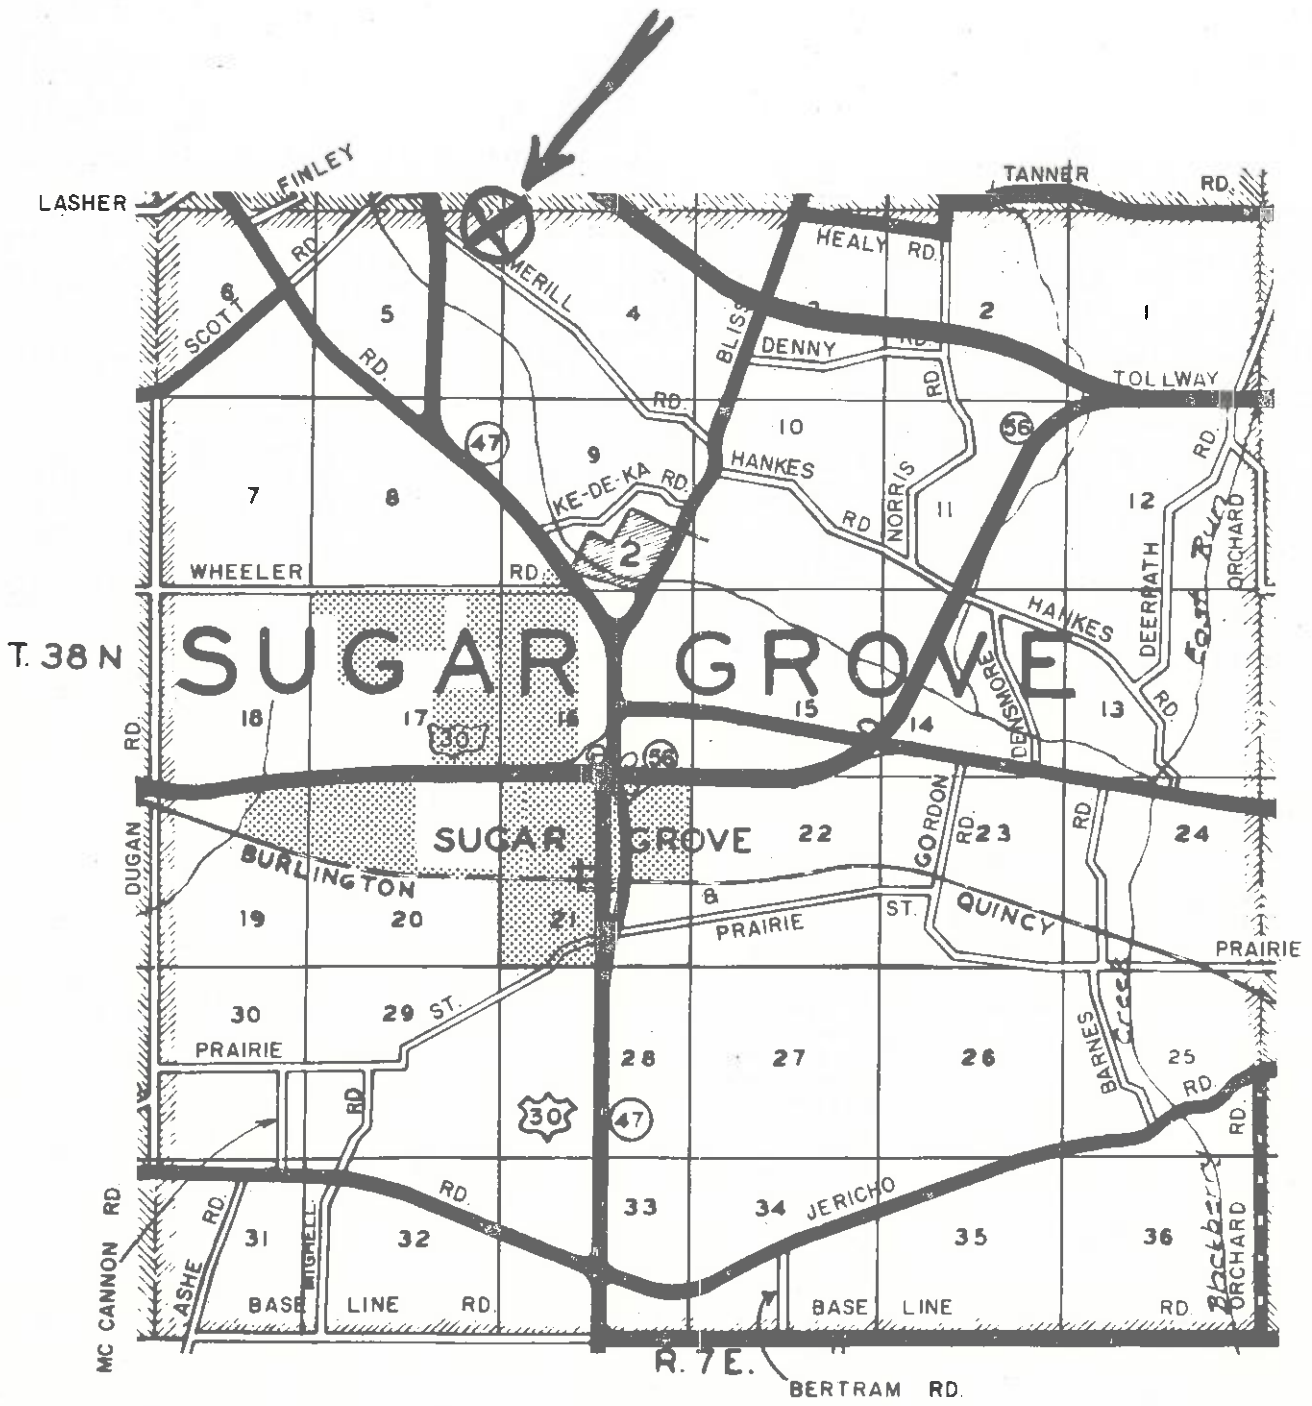 TANNER RD.
FINLEY
LASHER
HEALY RD.
SCOTT RD.
MERILL RD.
6
5
4
3
2
1
BLISS
DENNY RD.
RD.
RD.
TOLLWAY
47
56
9
10
HANKES RD
KE-DE-KA RD.
NORRIS
11
12
RD.
7
8
2
DEERPATH
East Run
ORCHARD
WHEELER RD.
HANKES RD.
T. 38 N
SUGAR GROVE
DENSMORE
18
17
16
15
14
13
30
56
DUGAN RD
GORDON RD.
RD.
SUGAR GROVE
22
23
24
BURLINGTON & QUINCY
19
20
21
PRAIRIE ST.
PRAIRIE
30
29
ST.
PRAIRIE
28
27
26
25
BARNES
Creek
RD.
RD
30
47
RD.
MC CANNON RD
ASHE RD.
31
MIGHELL
32
RD.
33
34
JERICHO
35
36
Blackberry
ORCHARD
BASE LINE RD.
BASE LINE RD.
R. 7 E.
BERTRAM RD.